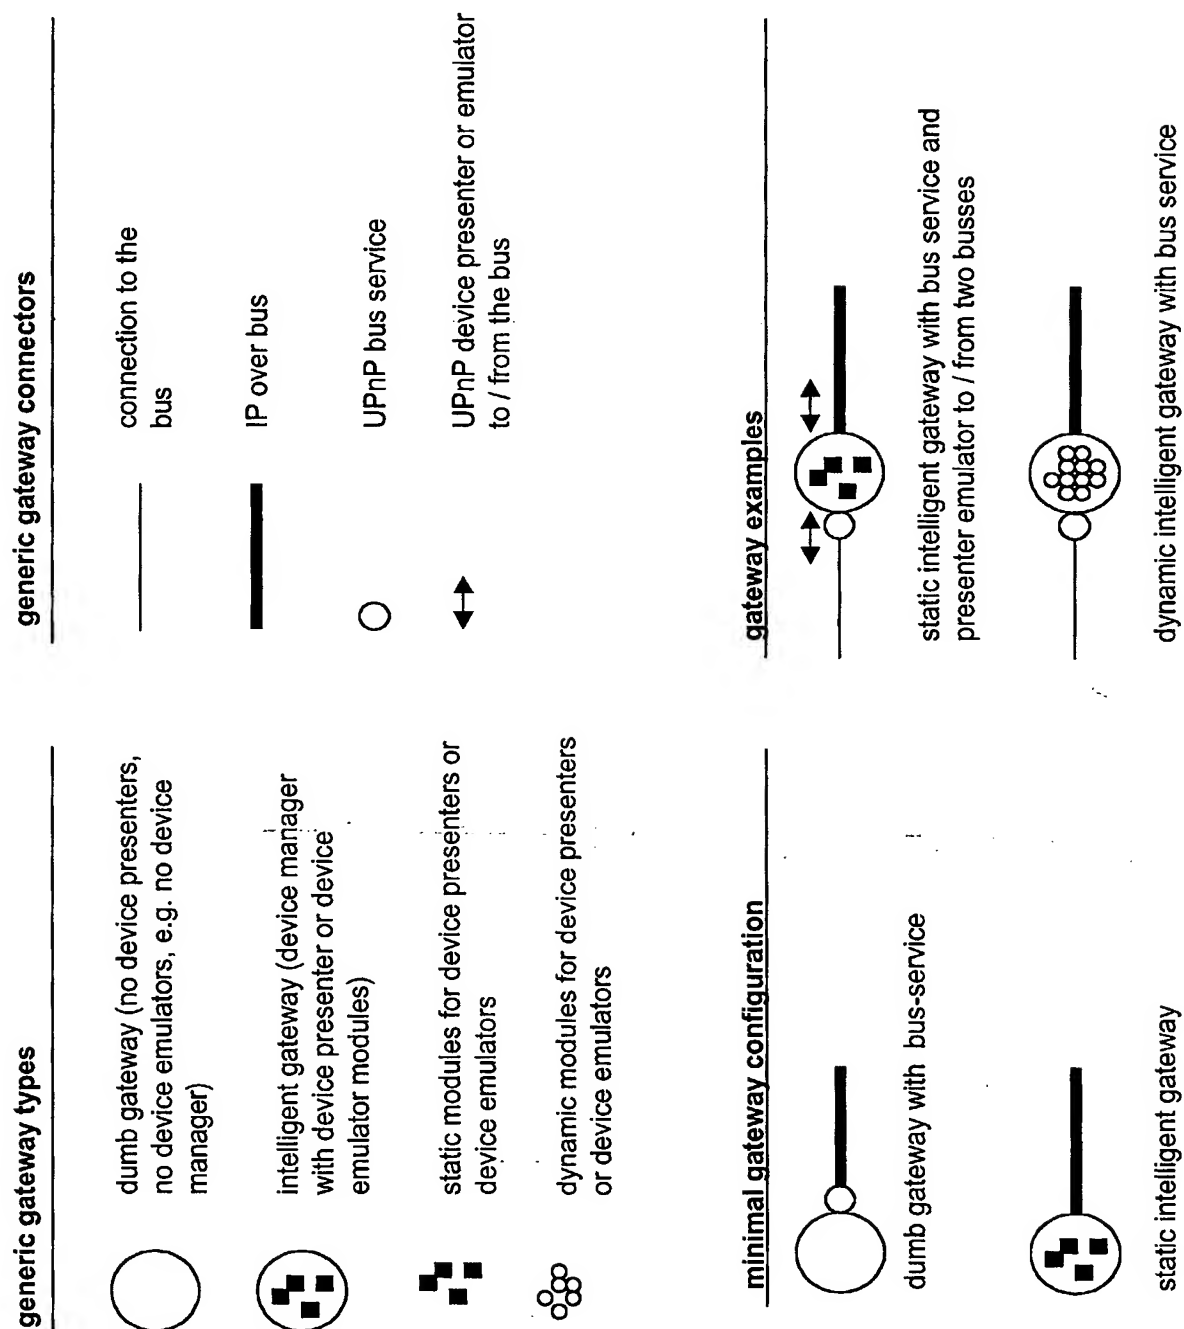 generic gateway types
dumb gateway (no device presenters,
no device emulators, e.g. no device
manager)
intelligent gateway (device manager
with device presenter or device
emulator modules)
static modules for device presenters or
device emulators
dynamic modules for device presenters
or device emulators
generic gateway connectors
connection to the
bus
IP over bus
UPnP bus service
UPnP device presenter or emulator
to / from the bus
minimal gateway configuration
dumb gateway with bus-service
static intelligent gateway
gateway examples
static intelligent gateway with bus service and
presenter emulator to / from two busses
dynamic intelligent gateway with bus service